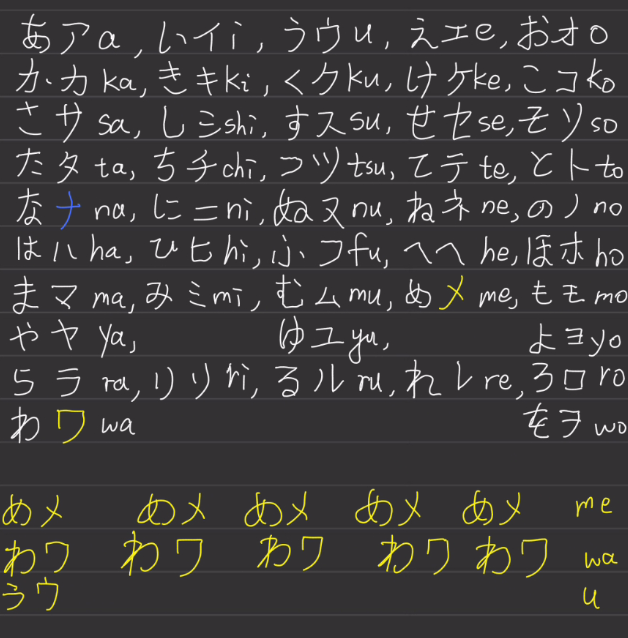 あアa, いイi, うウu, えエe, おオo
かカka, きキki, くクku, けケke, こコko
さサsa, しシshi, すスsu, せセse, そソso
たタta, ちチchi, つツtsu, てテte, とトto
なナna, にニni, ぬヌnu, ねネne, のノno
はハha, ひヒhi, ふフfu, へヘhe, ほホho
まマma, みミmi, むムmu, めメme, もモmo
やヤya, ゆユyu, よヨyo
らラra, りリri, るルru, れレre, ろロro
わワwa をヲwo
めメ めメ めメ めメ めメ me
わワ わワ わワ わワ わワ wa
うウ u